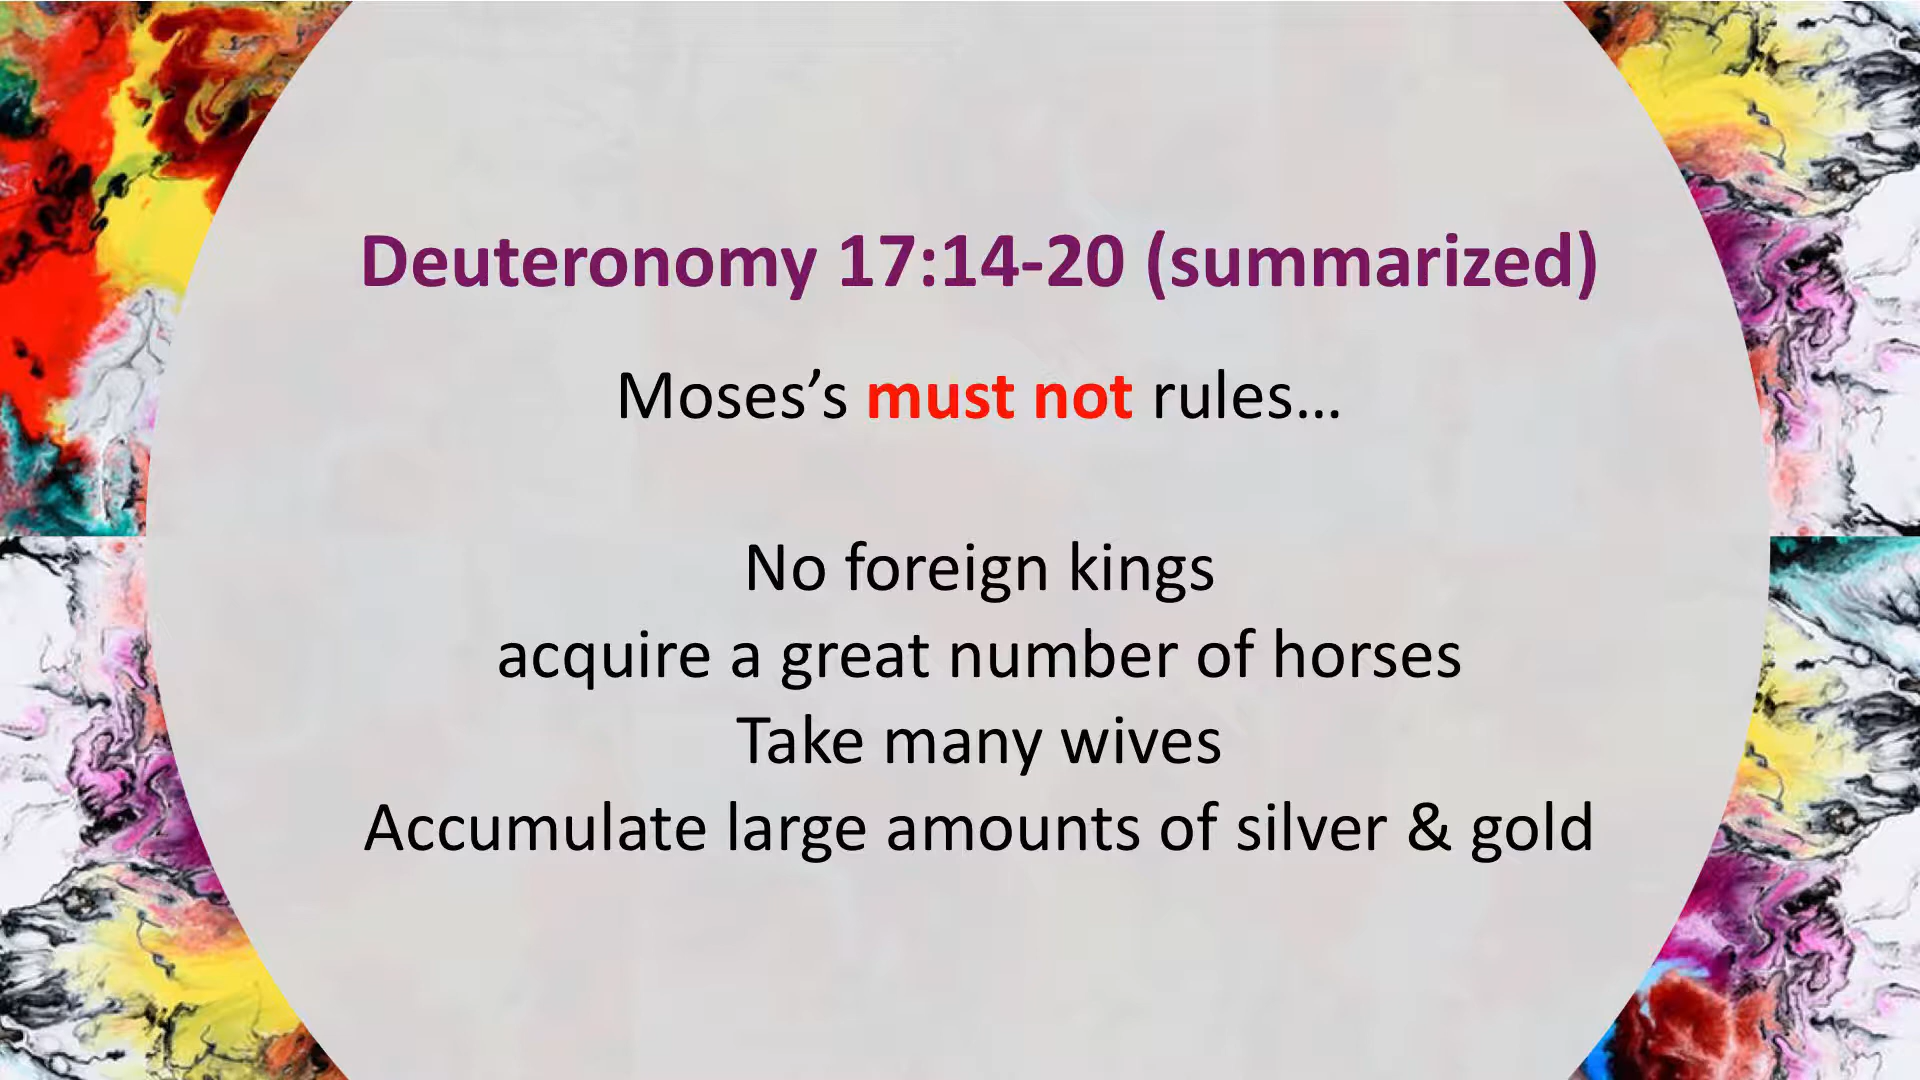 Deuteronomy 17:14-20 (summarized)
Moses’s must not rules…
No foreign kings
acquire a great number of horses
Take many wives
Accumulate large amounts of silver & gold